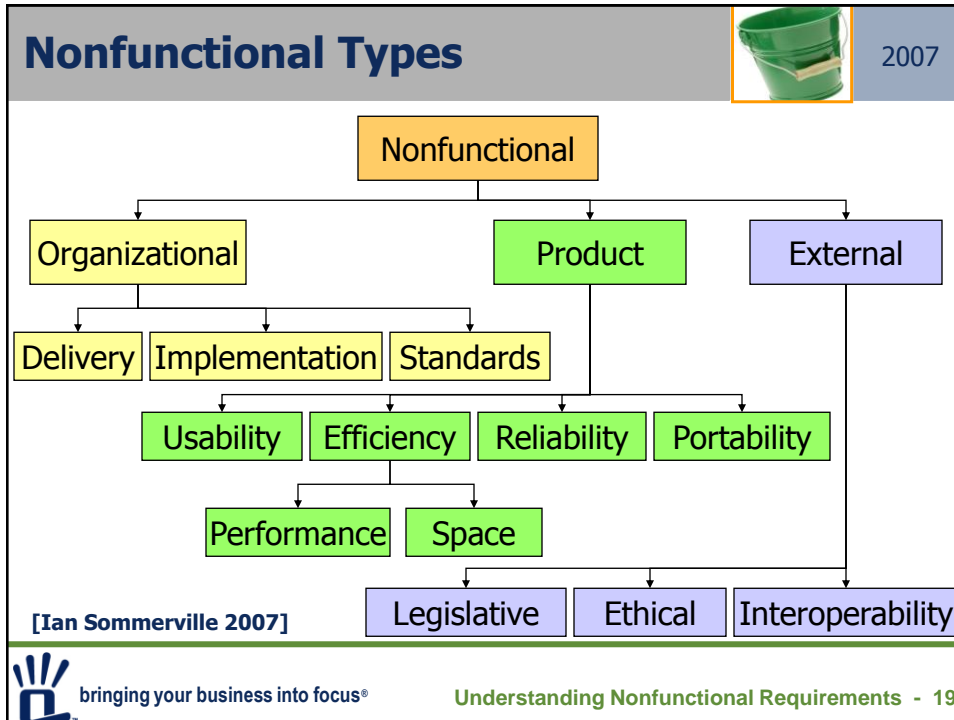 Nonfunctional Types
2007
Nonfunctional
Organizational Product External
Delivery Implementation Standards
Usability Efficiency Reliability Portability
Performance Space
Legislative Ethical Interoperability
[Ian Sommerville 2007]
bringing your business into focus®
Understanding Nonfunctional Requirements - 19